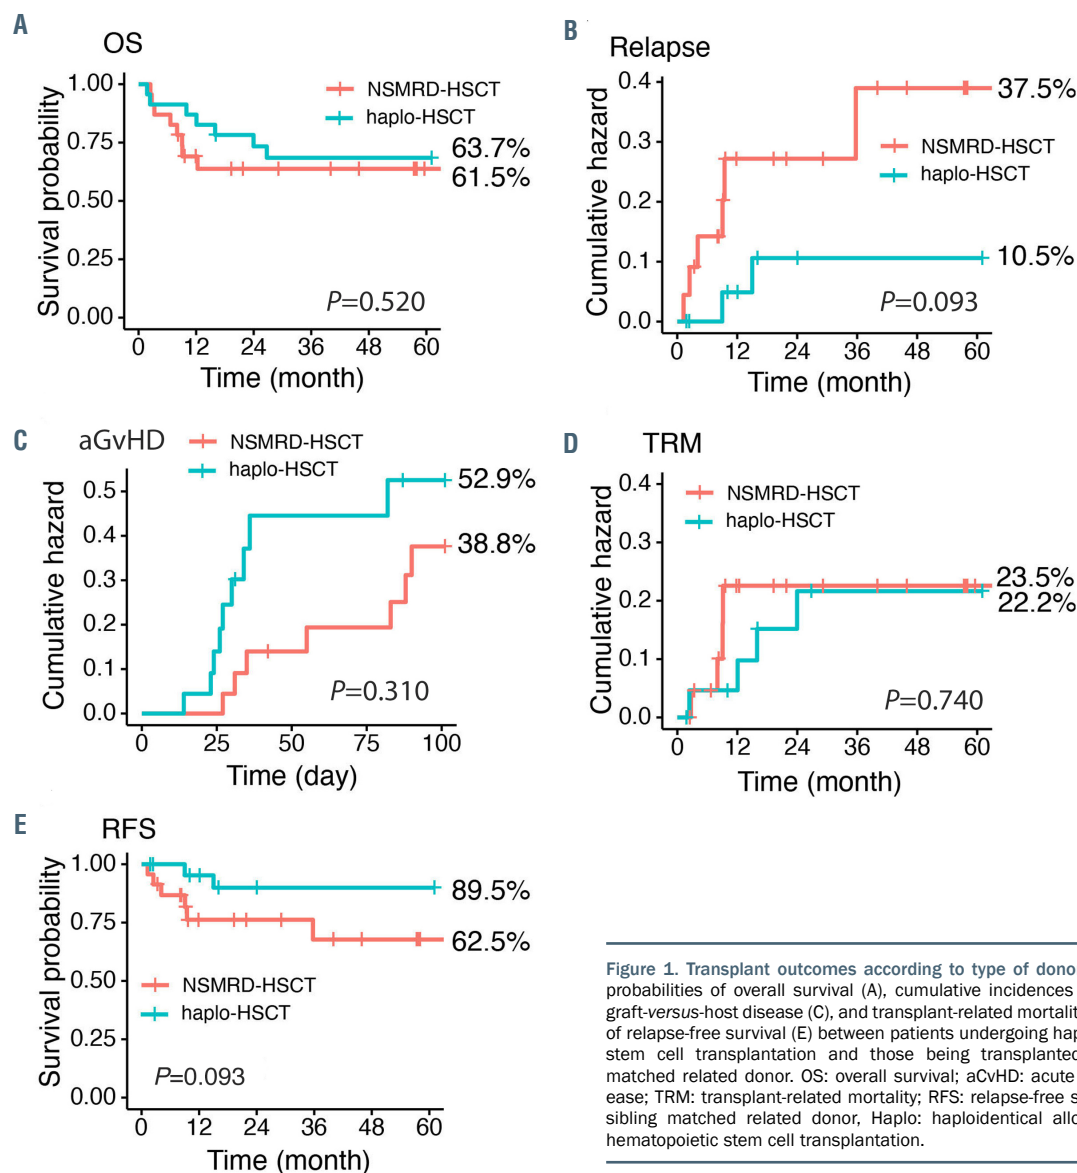 A
OS
Survival probability
1.00
0.75
0.50
0.25
0.00
NSMRD-HSCT
haplo-HSCT
63.7%
61.5%
P=0.520
0 12 24 36 48 60
Time (month)
B
Relapse
Cumulative hazard
0.4
0.3
0.2
0.1
0.0
37.5%
NSMRD-HSCT
haplo-HSCT
10.5%
P=0.093
0 12 24 36 48 60
Time (month)
C
aGvHD
NSMRD-HSCT
haplo-HSCT
Cumulative hazard
0.5
0.4
0.3
0.2
0.1
0.0
52.9%
38.8%
P=0.310
0 25 50 75 100
Time (day)
D
TRM
Cumulative hazard
0.4
0.3
0.2
0.1
0.0
NSMRD-HSCT
haplo-HSCT
23.5%
22.2%
P=0.740
0 12 24 36 48 60
Time (month)
E
RFS
Survival probability
1.00
0.75
0.50
0.25
0.00
89.5%
62.5%
NSMRD-HSCT
haplo-HSCT
P=0.093
0 12 24 36 48 60
Time (month)
Figure 1. Transplant outcomes according to type of dono
probabilities of overall survival (A), cumulative incidences
graft-versus-host disease (C), and transplant-related mortalit
of relapse-free survival (E) between patients undergoing hap
stem cell transplantation and those being transplanted
matched related donor. OS: overall survival; aCvHD: acute
ease; TRM: transplant-related mortality; RFS: relapse-free s
sibling matched related donor, Haplo: haploidentical allo
hematopoietic stem cell transplantation.